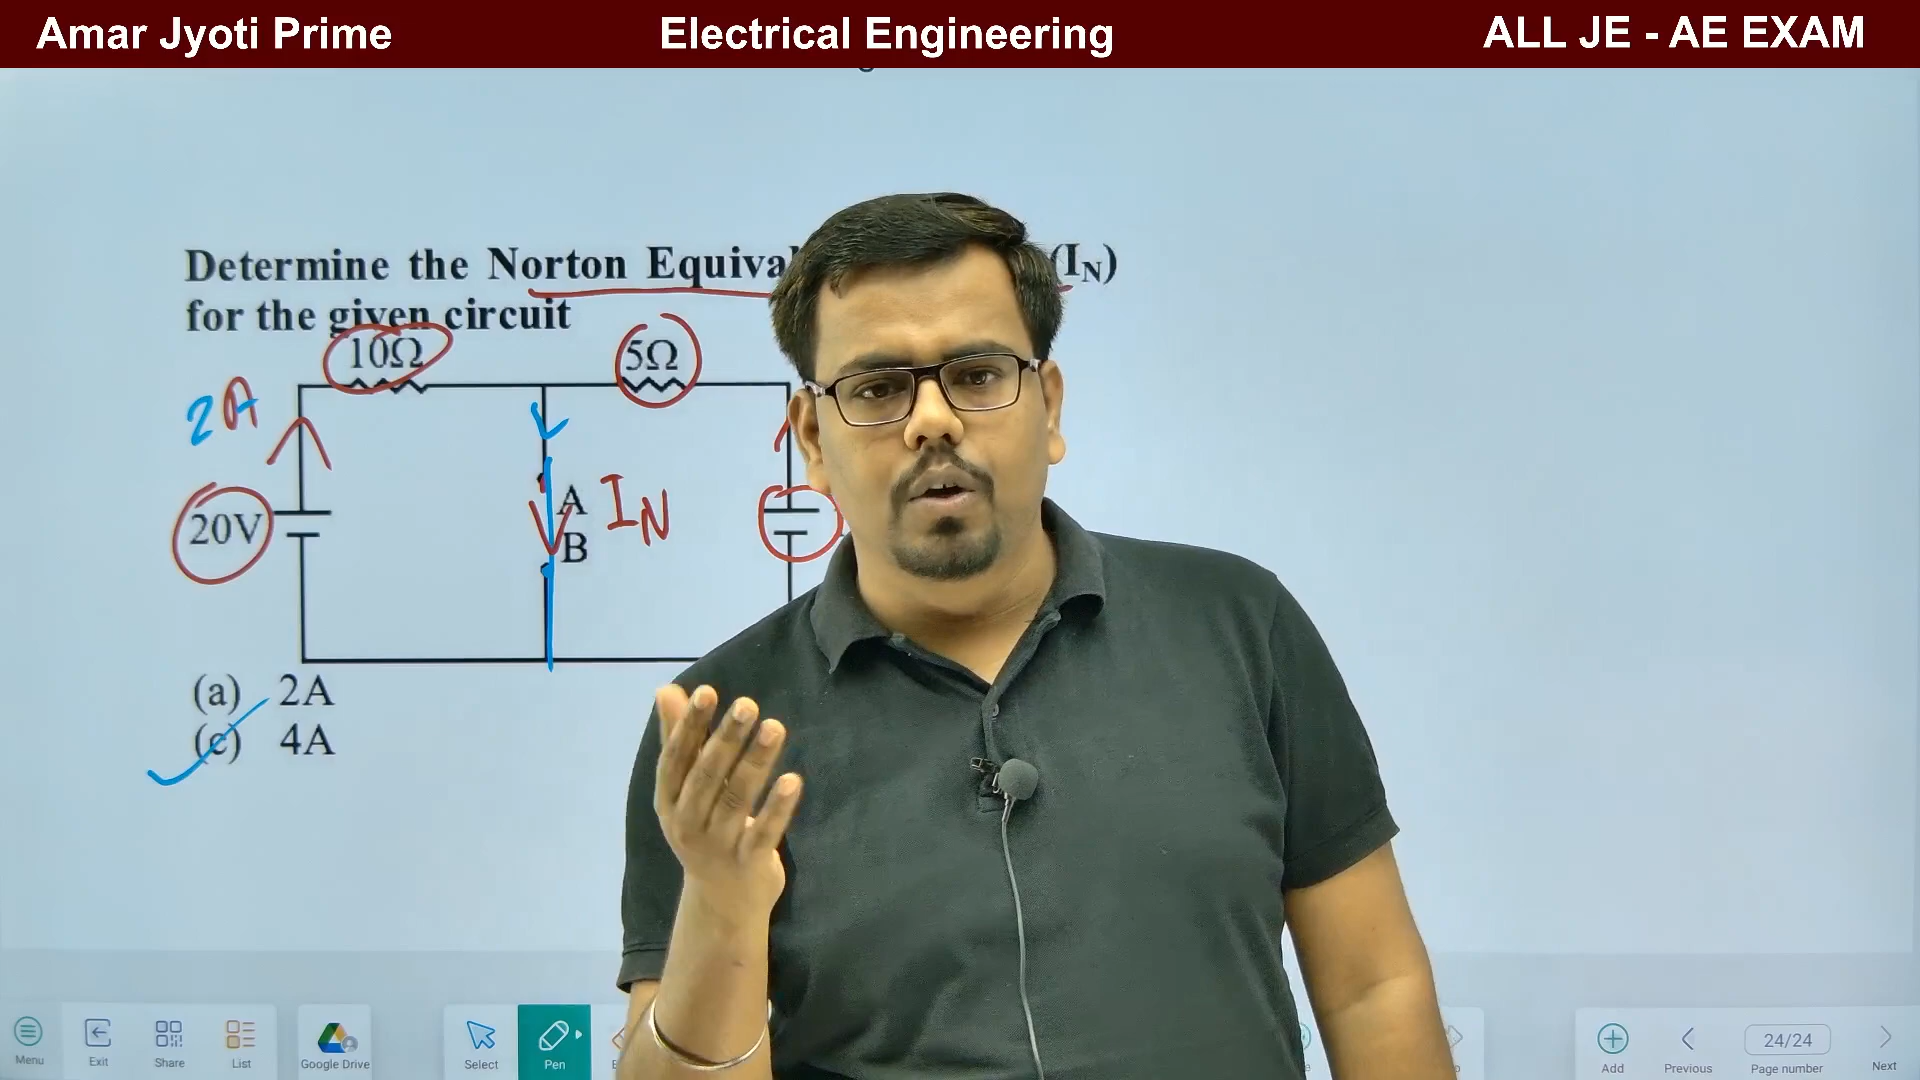 Amar Jyoti Prime Electrical Engineering ALL JE - AE EXAM
Determine the Norton (I_N)
for the given circuit
10Ω 5Ω
2A
20V A I_N
B
(a) 2A
(c) 4A
Menu Exit Share List Google Drive Select Pen Add Previous 24/24 Page number Next